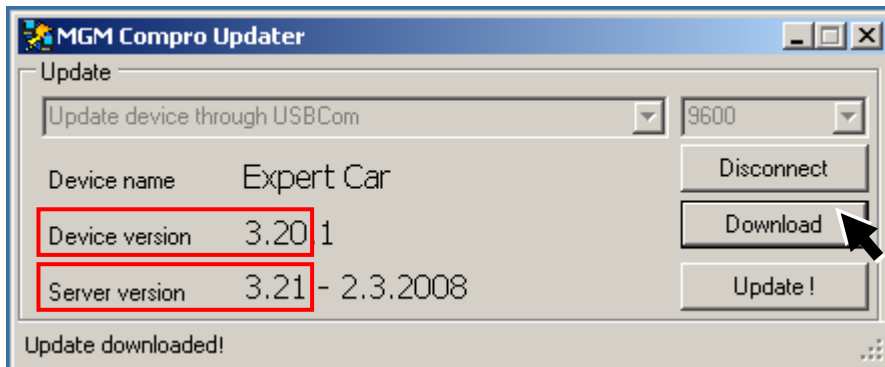 MGM Compro Updater
Update
Update device through USBCom
9600
Device name Expert Car
Disconnect
Device version 3.20.1
Download
Server version 3.21 - 2.3.2008
Update !
Update downloaded!